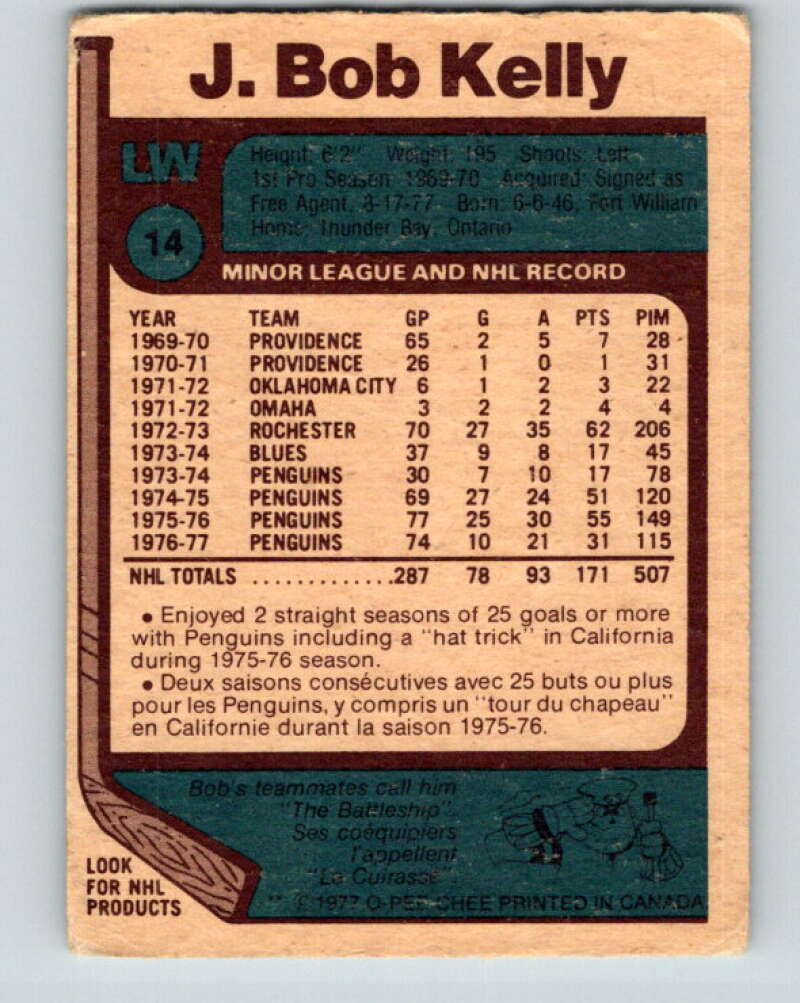 J. Bob Kelly
LW
14
Height: 6'2" Weight: 195 Shoots: Left
1st Pro Season: 1969-70 Acquired: Signed as
Free Agent, 8-17-77 Born: 6-6-46, Fort William
Home: Thunder Bay, Ontario
MINOR LEAGUE AND NHL RECORD
YEAR TEAM GP G A PTS PIM
1969-70 PROVIDENCE 65 2 5 7 28
1970-71 PROVIDENCE 26 1 0 1 31
1971-72 OKLAHOMA CITY 6 1 2 3 22
1971-72 OMAHA 3 2 2 4 4
1972-73 ROCHESTER 70 27 35 62 206
1973-74 BLUES 37 9 8 17 45
1973-74 PENGUINS 30 7 10 17 78
1974-75 PENGUINS 69 27 24 51 120
1975-76 PENGUINS 77 25 30 55 149
1976-77 PENGUINS 74 10 21 31 115
NHL TOTALS .............287 78 93 171 507
• Enjoyed 2 straight seasons of 25 goals or more
with Penguins including a "hat trick" in California
during 1975-76 season.
• Deux saisons consécutives avec 25 buts ou plus
pour les Penguins, y compris un "tour du chapeau"
en Californie durant la saison 1975-76.
Bob's teammates call him
"The Battleship".
Ses coéquipiers
l'appellent
"Le Cuirassé".
LOOK
FOR NHL
PRODUCTS
** © 1977 O-PEE-CHEE PRINTED IN CANADA